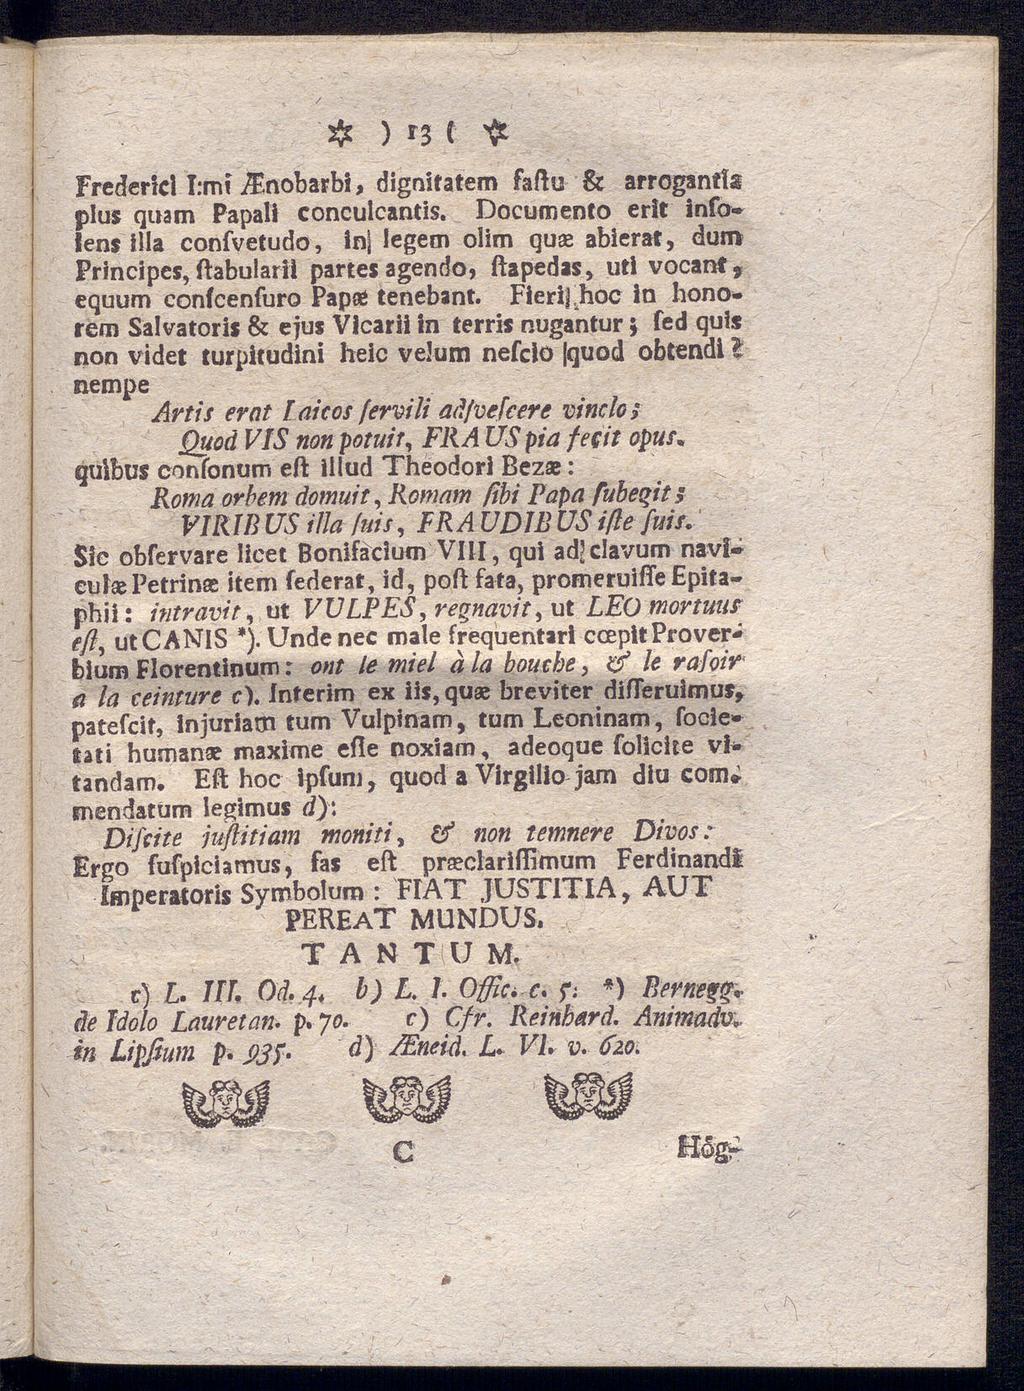 ☆ ) 13 ( ☆
Frederici I:mi Ænobarbi, dignitatem faſtu & arrogantia
plus quam Papali conculcantis. Documento erit inſo-
lens illa conſvetudo, in legem olim quæ abierat, dum
Principes, ſtabularii partes agendo, ſtapedas, uti vocant,
equum conſcenſuro Papæ tenebant. Fieri hoc in hono-
rem Salvatoris & ejus Vicarii in terris nugantur; ſed quis
non videt turpitudini heic velum neſcio quod obtendi?
nempe
Artis erat Laicos ſervili adſveſcere vinclo;
Quod VIS non potuit, FRAUS pia fecit opus.
quibus conſonum eſt illud Theodori Bezæ:
Roma orbem domuit, Romam ſibi Papa ſubegit;
VIRIBUS illa ſuis, FRAUDIBUS iſte ſuis.
Sic obſervare licet Bonifacium VIII, qui ad clavum navi-
culæ Petrinæ item ſederat, id, poſt fata, promeruiſſe Epita-
phii: intravit, ut VULPES, regnavit, ut LEO mortuus
eſt, ut CANIS *). Unde nec male frequentari cœpit Prover-
bium Florentinum: ont le miel à la bouche, & le raſoir
a la ceinture c). Interim ex iis, quæ breviter diſſeruimus,
pateſcit, injuriam tum Vulpinam, tum Leoninam, ſocie-
tati humanæ maxime eſſe noxiam, adeoque ſolicite vi-
tandam. Eſt hoc ipſum, quod a Virgilio jam diu com-
mendatum legimus d):
Diſcite juſtitiam moniti, & non temnere Divos:
Ergo ſuſpiciamus, fas eſt præclariſſimum Ferdinandi
Imperatoris Symbolum: FIAT JUSTITIA, AUT
PEREAT MUNDUS.
TANTUM.
c) L. III. Od. 4. b) L. I. Offic. c. 5: *) Bernegg.
de Idolo Lauretan. p. 70. c) Cfr. Reinhard. Animadv.
in Lipſium p. 935. d) Æneid. L. VI. v. 620.
C Hög-